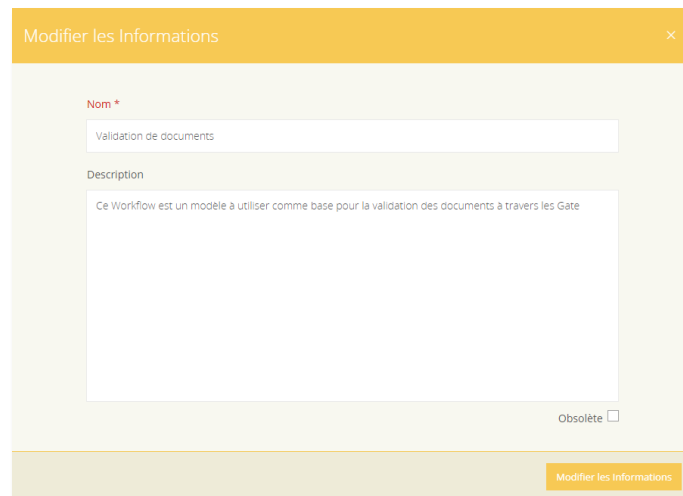 Modifier les Informations ×
Nom *
Validation de documents
Description
Ce Workflow est un modèle à utiliser comme base pour la validation des documents à travers les Gate
Obsolète
Modifier les Informations